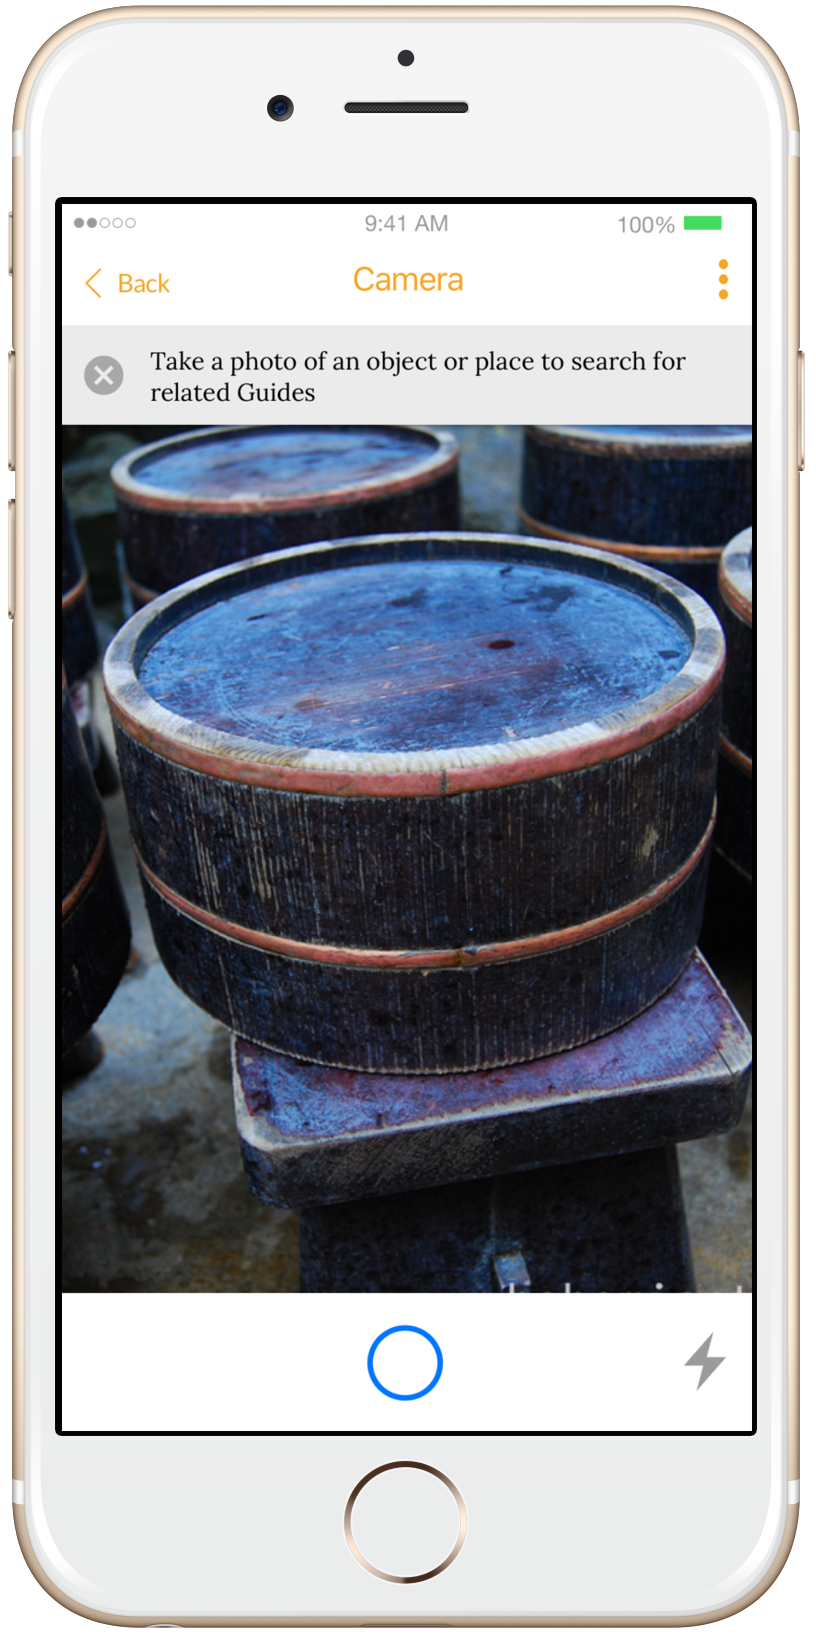 9:41 AM
100%
Back
Camera
Take a photo of an object or place to search for
related Guides